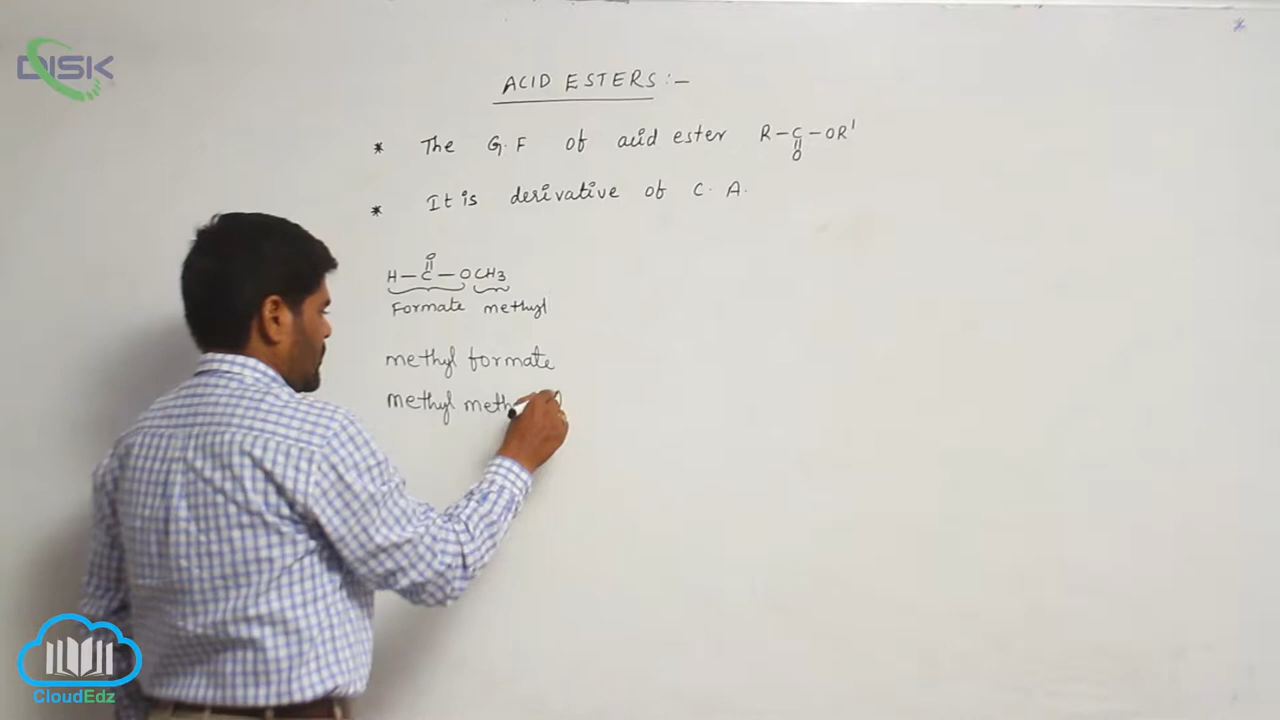 DISK
*
ACID ESTERS :-
* The G.F of acid ester R-C-OR'
O
* It is derivative of C. A.
O
H-C-OCH3
Formate methyl
methyl formate
methyl meth
CloudEdz